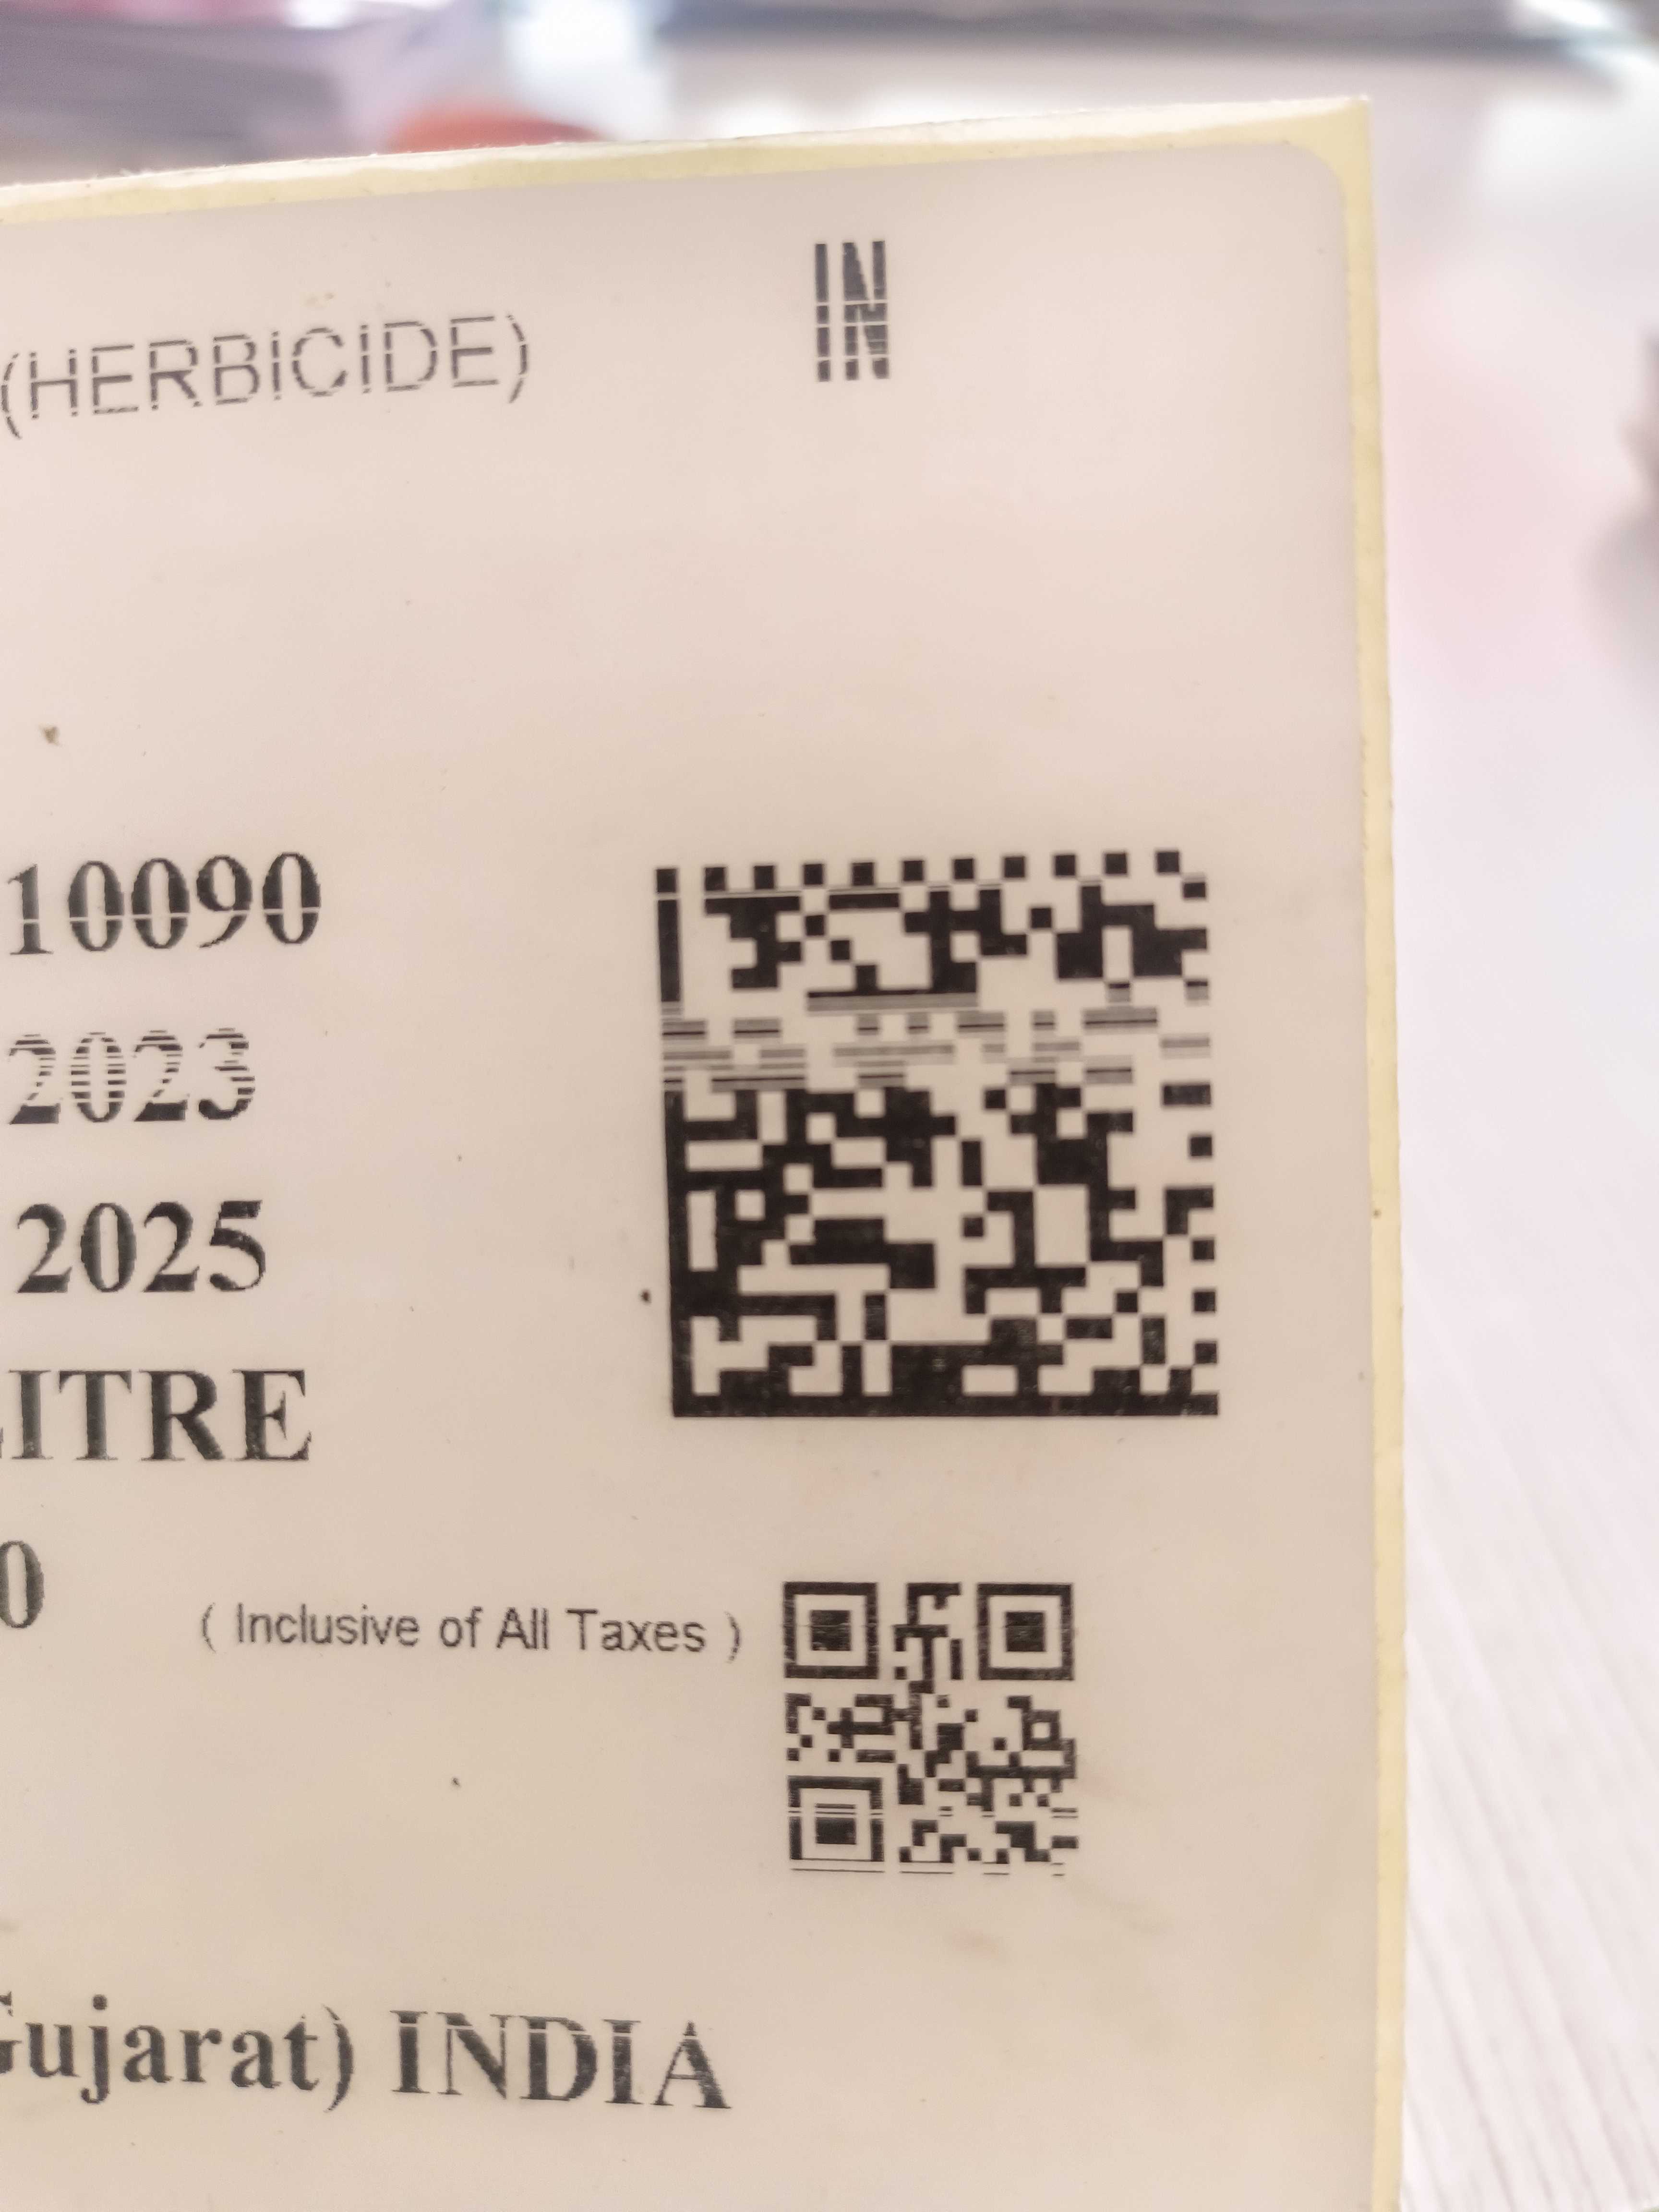 IN
(HERBICIDE)
10090
2023
2025
LITRE
0
( Inclusive of All Taxes )
Gujarat) INDIA